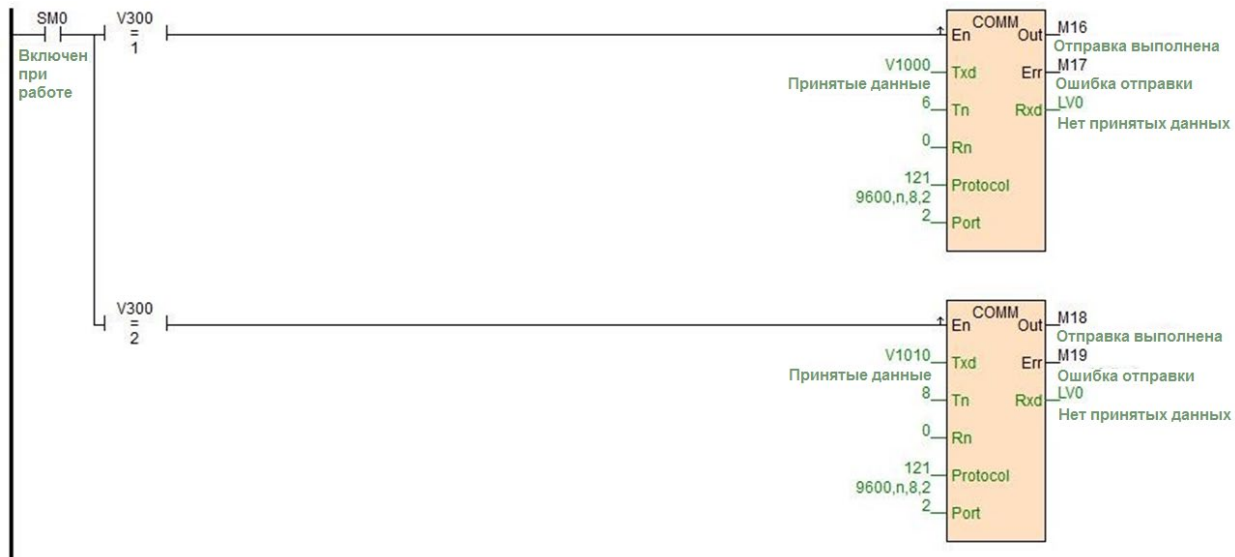 SM0
Включен
при
работе
V300
=
1
COMM
En
Out
M16
Отправка выполнена
V1000
Принятые данные
Txd
Err
M17
Ошибка отправки
6
Tn
Rxd
LV0
Нет принятых данных
0
Rn
121
9600,n,8,2
Protocol
2
Port
V300
=
2
COMM
En
Out
M18
Отправка выполнена
V1010
Принятые данные
Txd
Err
M19
Ошибка отправки
8
Tn
Rxd
LV0
Нет принятых данных
0
Rn
121
9600,n,8,2
Protocol
2
Port